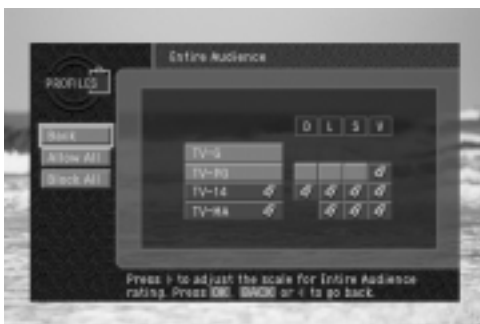 Entire Audience
PROFILES
D L S V
Back
Allow All
Block All
TV-G
TV-PG
TV-14
TV-MA
Press › to adjust the scale for Entire Audience
rating. Press OK. BACK or ‹ to go back.